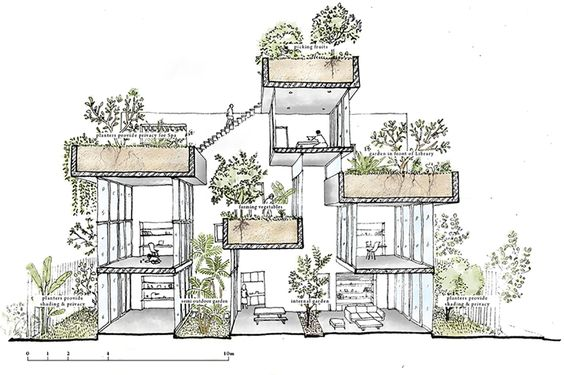 picking fruits
planters provide privacy for Spa
garden in front of Library
farming vegetables
planters provide
shading & privacy
semi outdoor garden
internal garden
planters provide
shading & privacy
0 1 2 4 10m